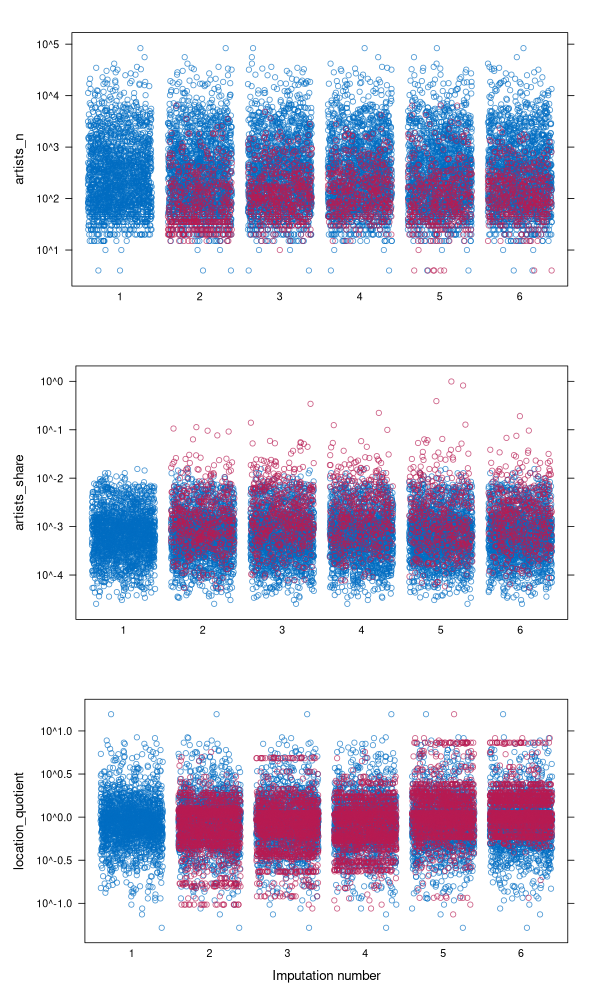 artists_n
10^5
10^4
10^3
10^2
10^1
1 2 3 4 5 6
artists_share
10^0
10^-1
10^-2
10^-3
10^-4
1 2 3 4 5 6
location_quotient
10^1.0
10^0.5
10^0.0
10^-0.5
10^-1.0
1 2 3 4 5 6
Imputation number